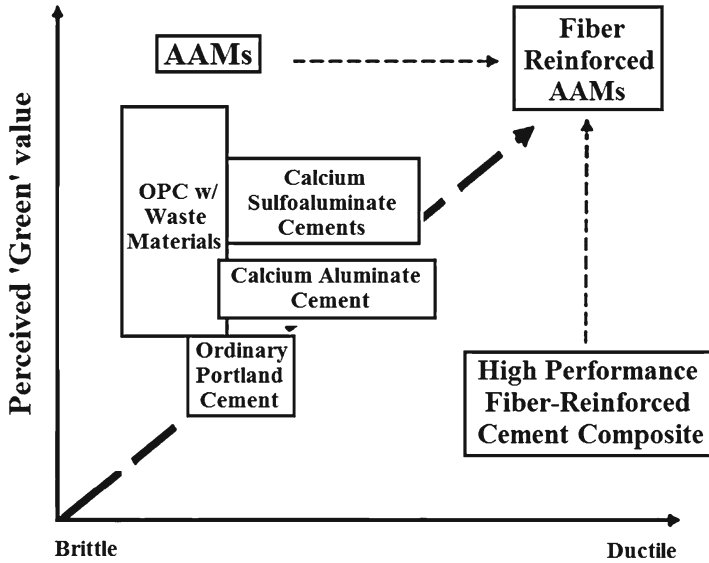 Perceived 'Green' value
AAMs
Fiber
Reinforced
AAMs
OPC w/
Waste
Materials
Calcium
Sulfoaluminate
Cements
Calcium Aluminate
Cement
Ordinary
Portland
Cement
High Performance
Fiber-Reinforced
Cement Composite
Brittle
Ductile